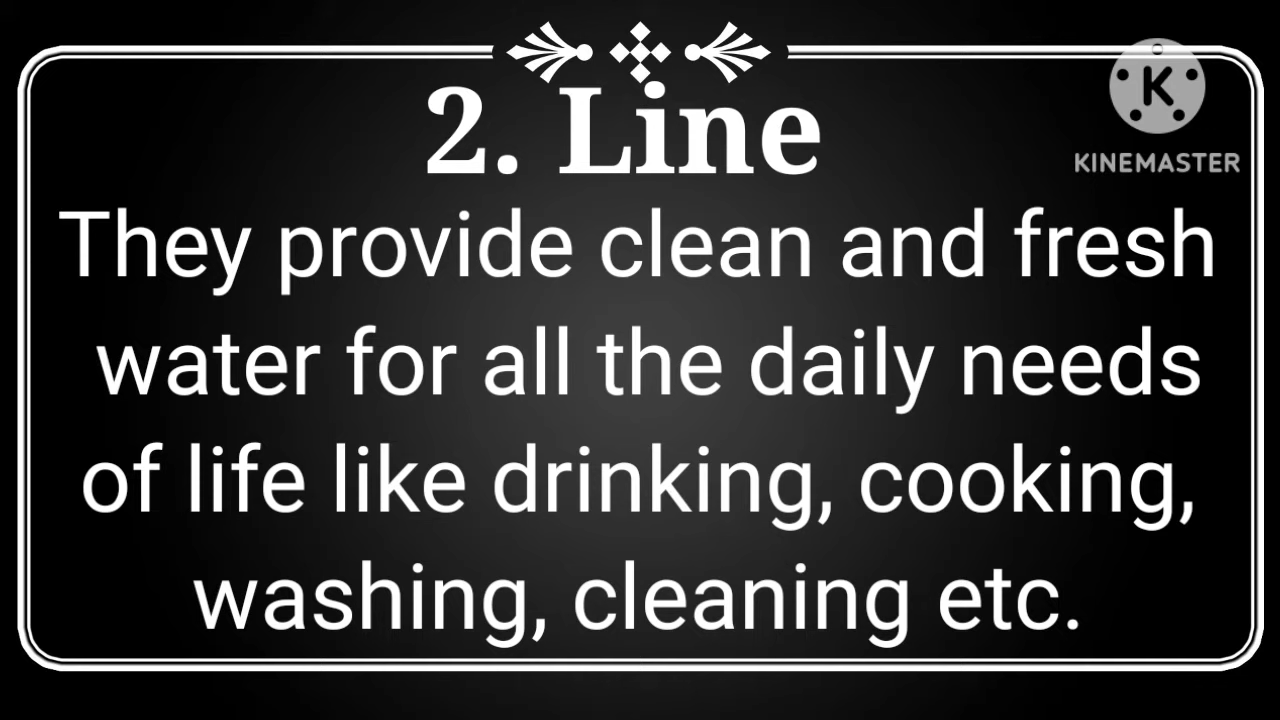 2. Line
K
KINEMASTER
They provide clean and fresh
water for all the daily needs
of life like drinking, cooking,
washing, cleaning etc.